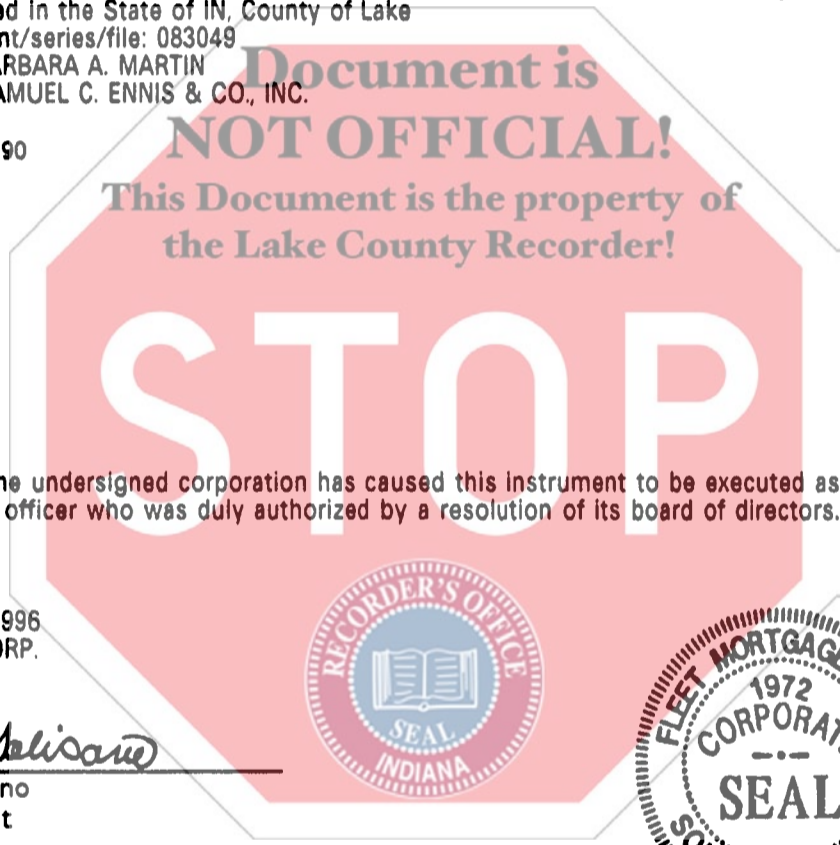 ed in the State of IN, County of Lake
nt/series/file: 083049
RBARA A. MARTIN
AMUEL C. ENNIS & CO., INC.
Document is
NOT OFFICIAL!
90
This Document is the property of
the Lake County Recorder!
STOP
ne undersigned corporation has caused this instrument to be executed as
officer who was duly authorized by a resolution of its board of directors.
996
RP.
RECORDER'S OFFICE
SEAL
INDIANA
no
t
FLEET MORTGAGE
1972
CORPORAT
SEAL
SOU